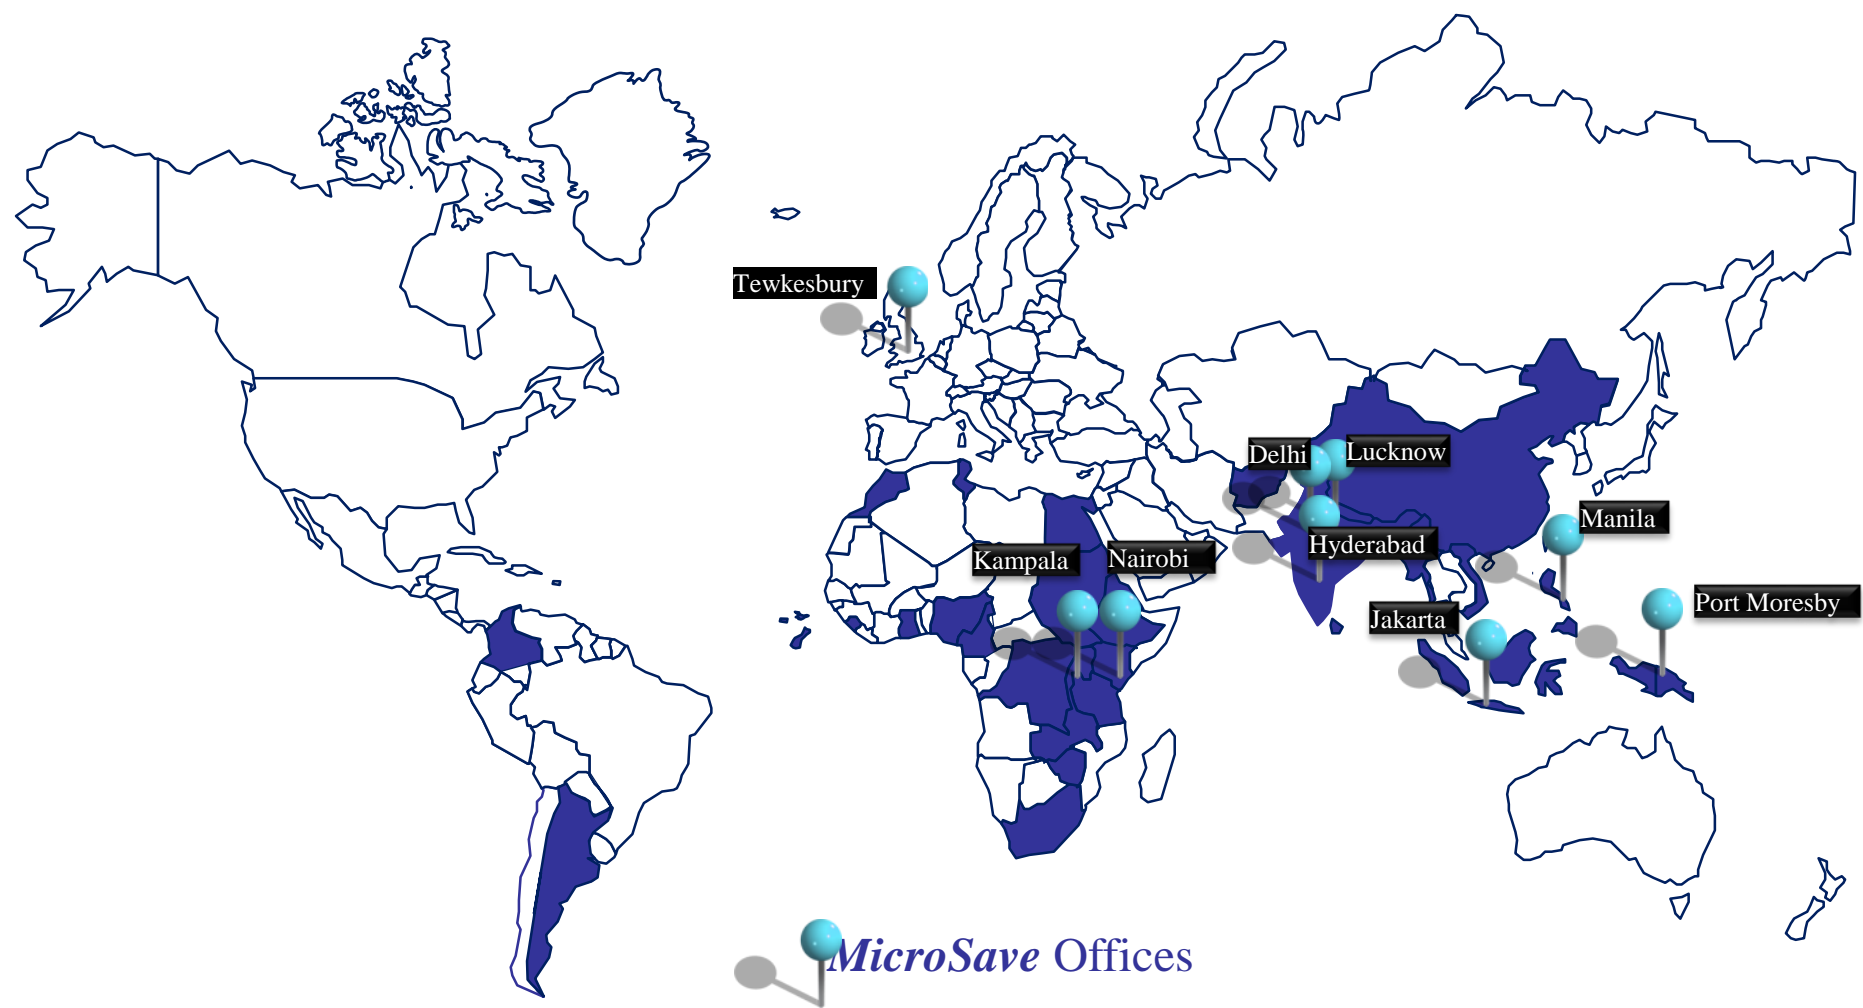 Tewkesbury
Delhi
Lucknow
Manila
Hyderabad
Kampala
Nairobi
Port Moresby
Jakarta
MicroSave Offices